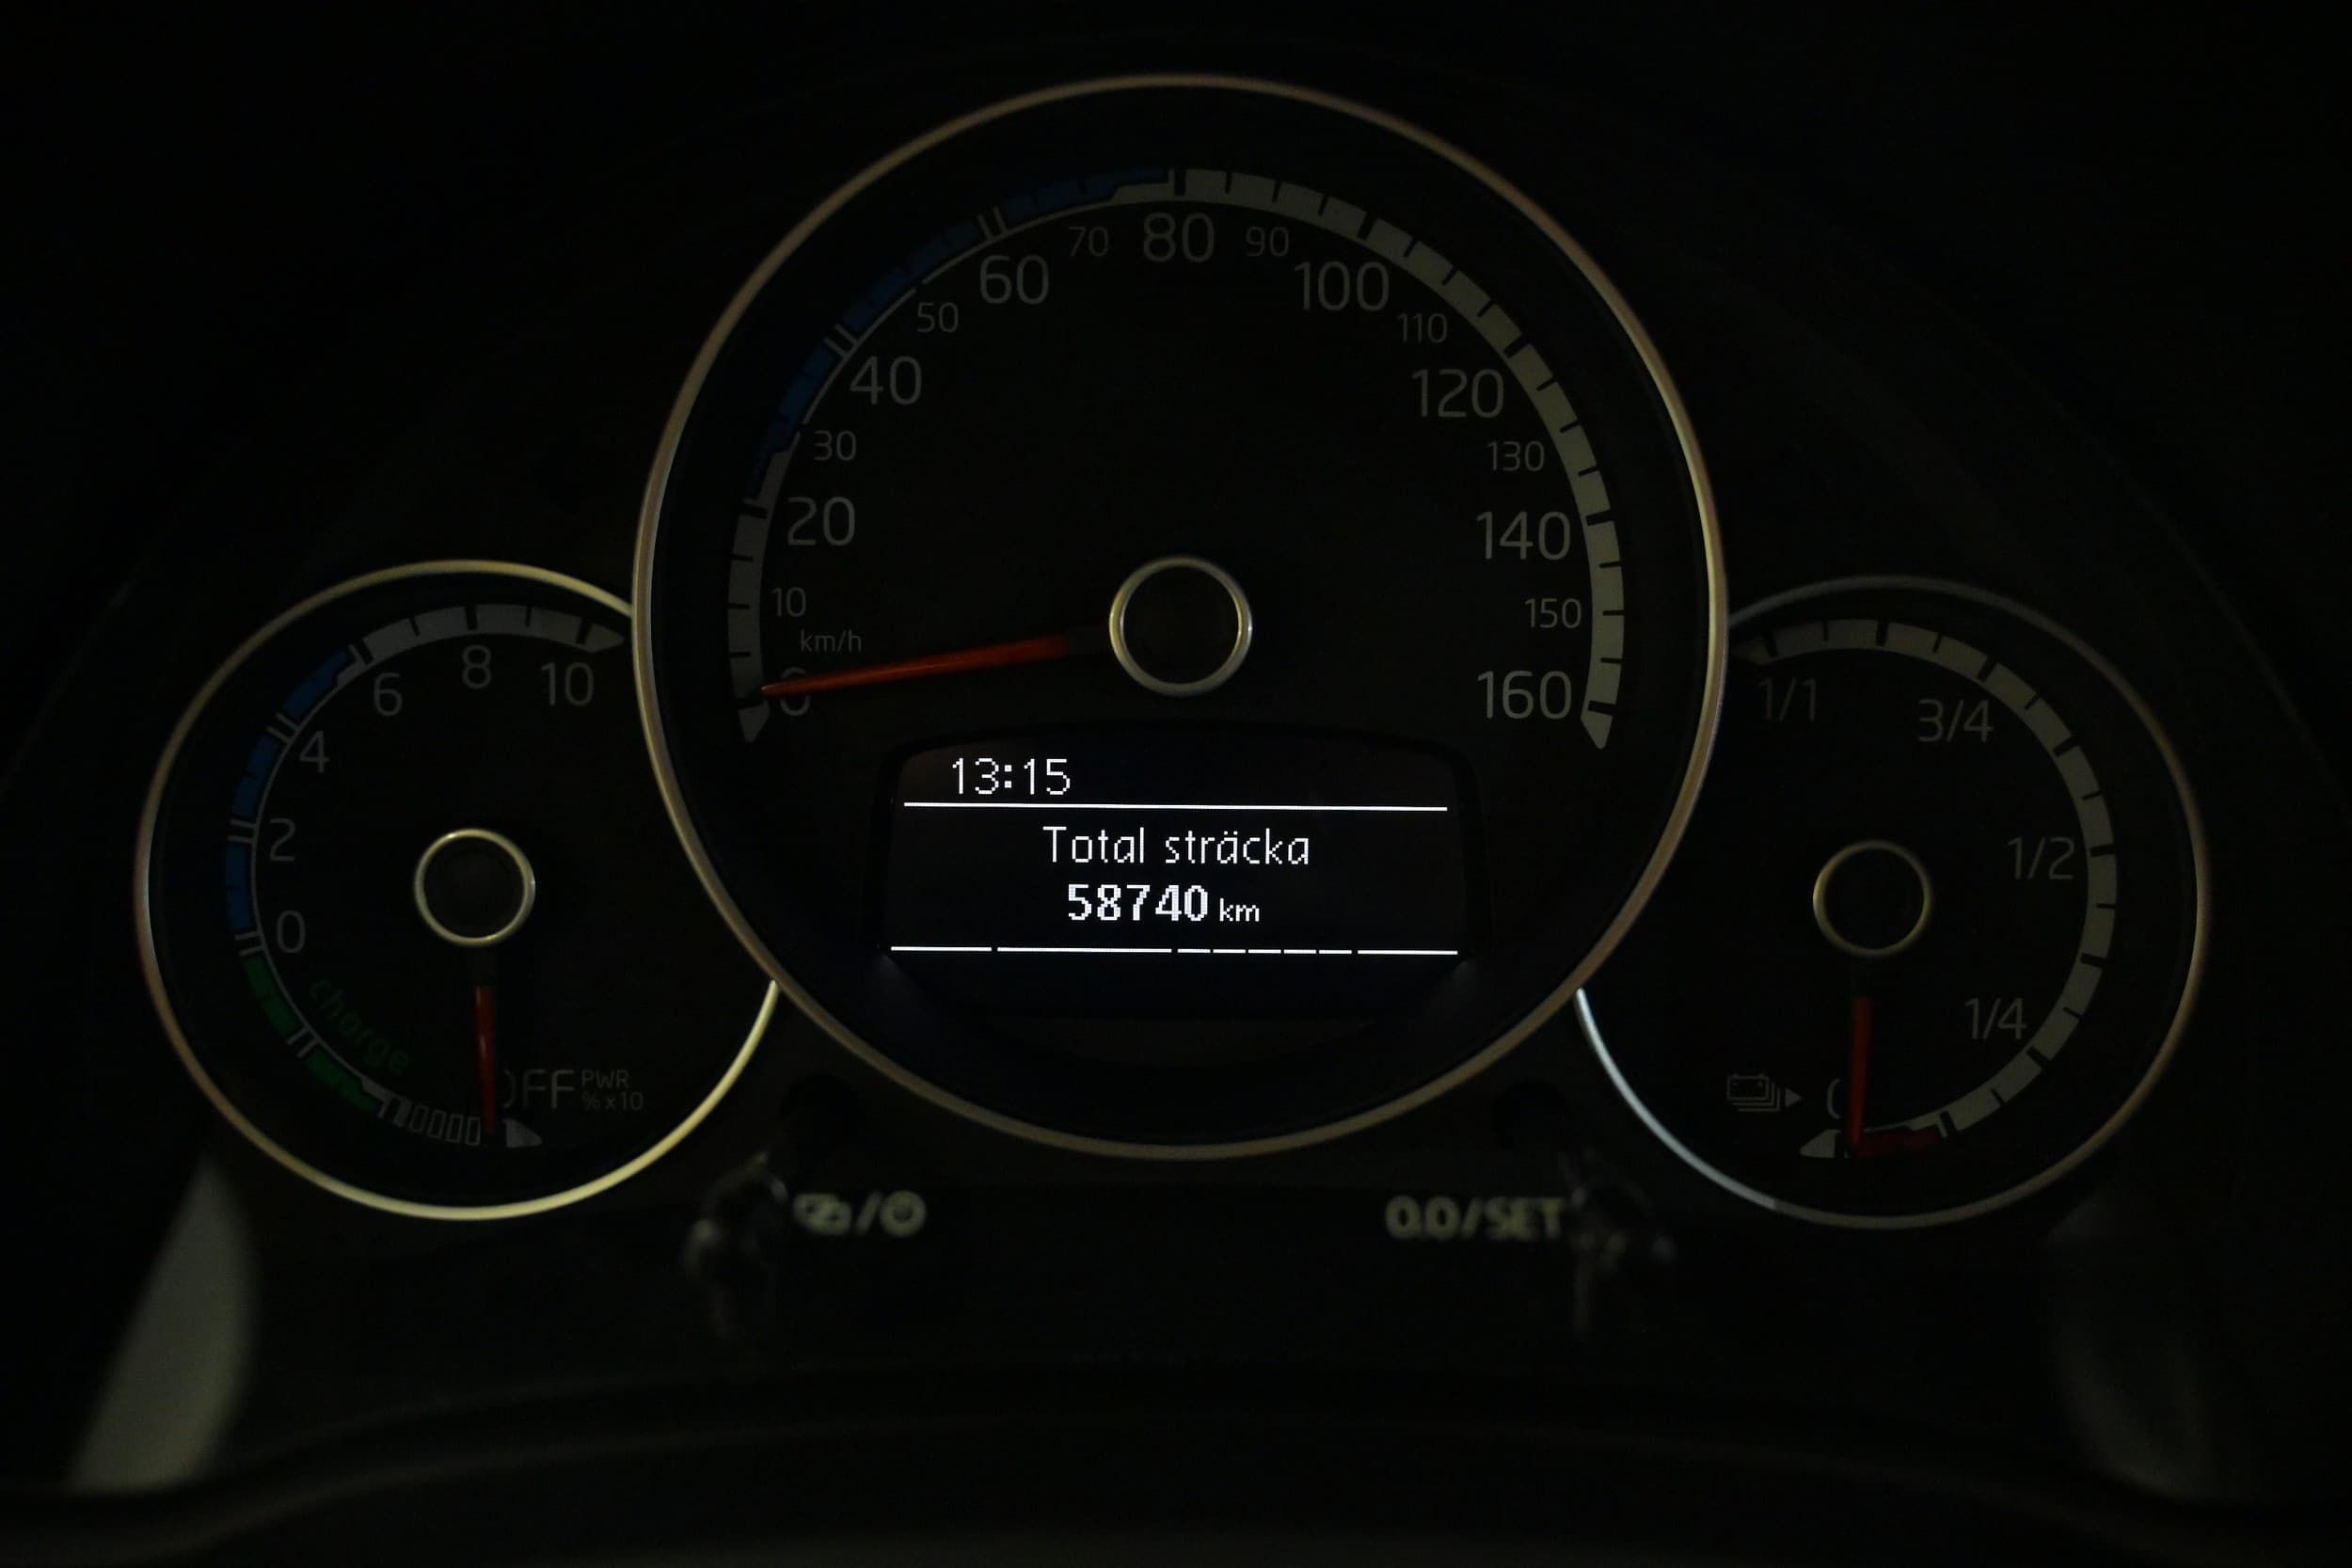 70 80 90
60 100
50 110
40 120
30 130
20 140
10 150
km/h
160
13:15
Total sträcka
58740 km
6 8 10
4
2
0
charge
PWR
% x 10
1/1 3/4
1/2
1/4
0.0/SET